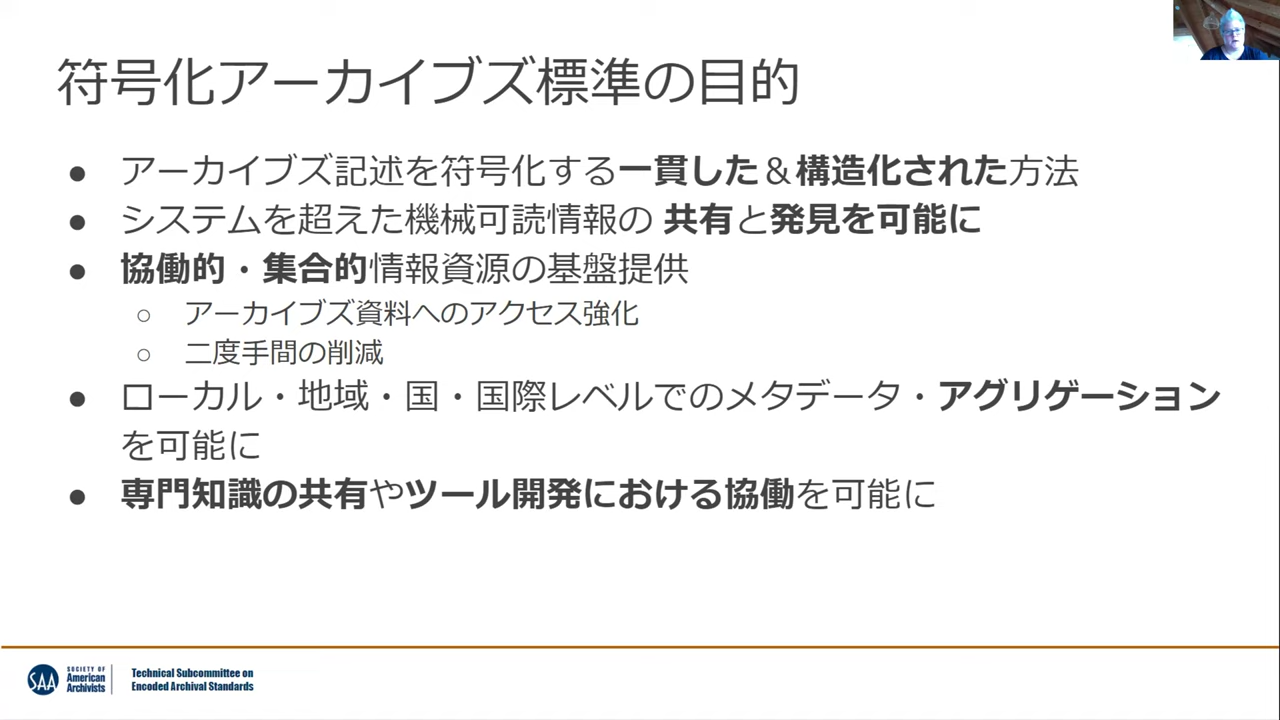 符号化アーカイブズ標準の目的
● アーカイブズ記述を符号化する一貫した＆構造化された方法
● システムを超えた機械可読情報の 共有と発見を可能に
● 協働的・集合的情報資源の基盤提供
○ アーカイブズ資料へのアクセス強化
○ 二度手間の削減
● ローカル・地域・国・国際レベルでのメタデータ・アグリゲーション
を可能に
● 専門知識の共有やツール開発における協働を可能に
SAA
SOCIETY OF
American
Archivists
Technical Subcommittee on
Encoded Archival Standards